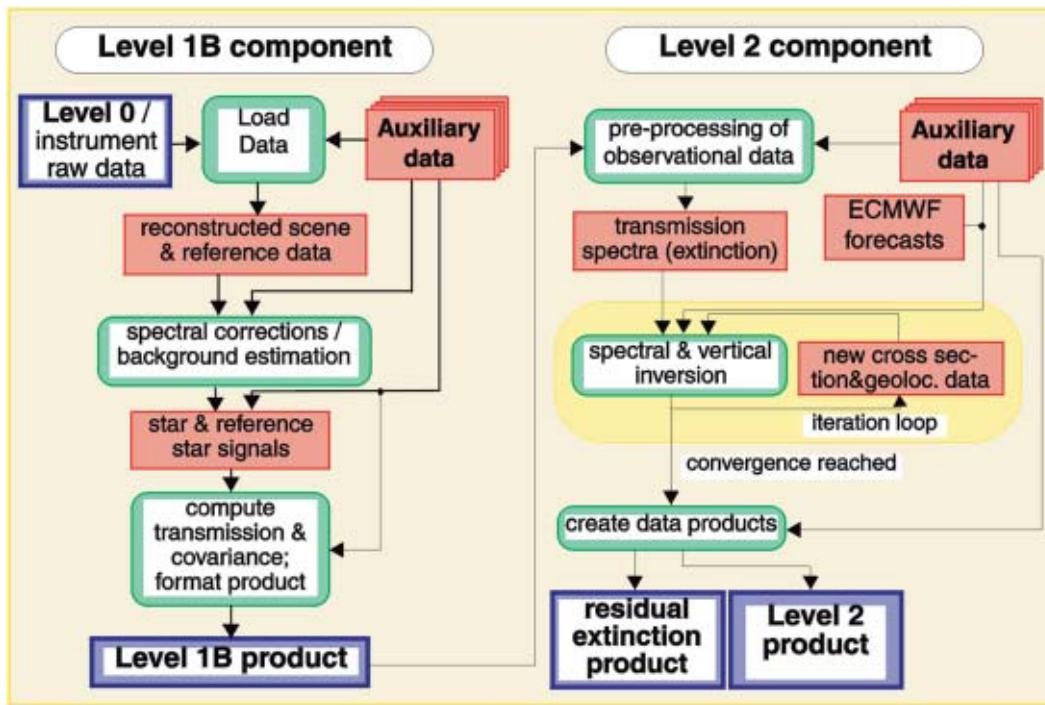 Level 1B component
Level 0 /
instrument
raw data
Load
Data
Auxiliary
data
reconstructed scene
& reference data
spectral corrections /
background estimation
star & reference
star signals
compute
transmission &
covariance;
format product
Level 1B product
Level 2 component
pre-processing of
observational data
Auxiliary
data
transmission
spectra (extinction)
ECMWF
forecasts
spectral & vertical
inversion
new cross sec-
tion&geoloc. data
iteration loop
convergence reached
create data products
residual
extinction
product
Level 2
product